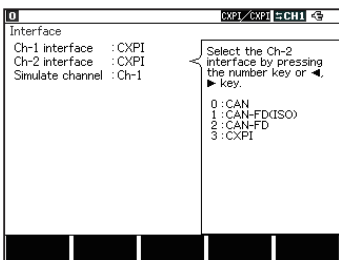 0 CXPI/CXPI CH1
Interface
Ch-1 interface : CXPI
Ch-2 interface : CXPI
Simulate channel : Ch-1
Select the Ch-2
interface by pressing
the number key or ◄,
► key.
0 : CAN
1 : CAN-FD(ISO)
2 : CAN-FD
3 : CXPI